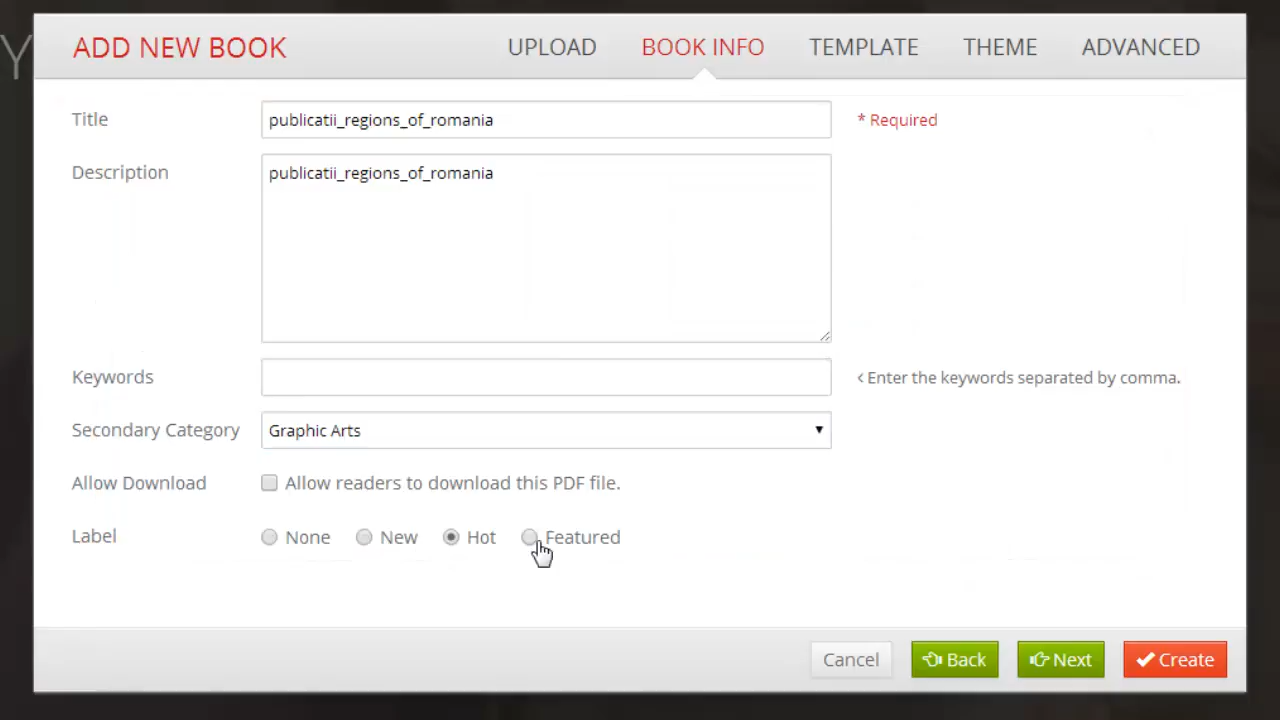 Y
ADD NEW BOOK UPLOAD BOOK INFO TEMPLATE THEME ADVANCED
Title publicatii_regions_of_romania * Required
Description publicatii_regions_of_romania
Keywords < Enter the keywords separated by comma.
Secondary Category Graphic Arts
Allow Download Allow readers to download this PDF file.
Label None New Hot Featured
Cancel Back Next Create